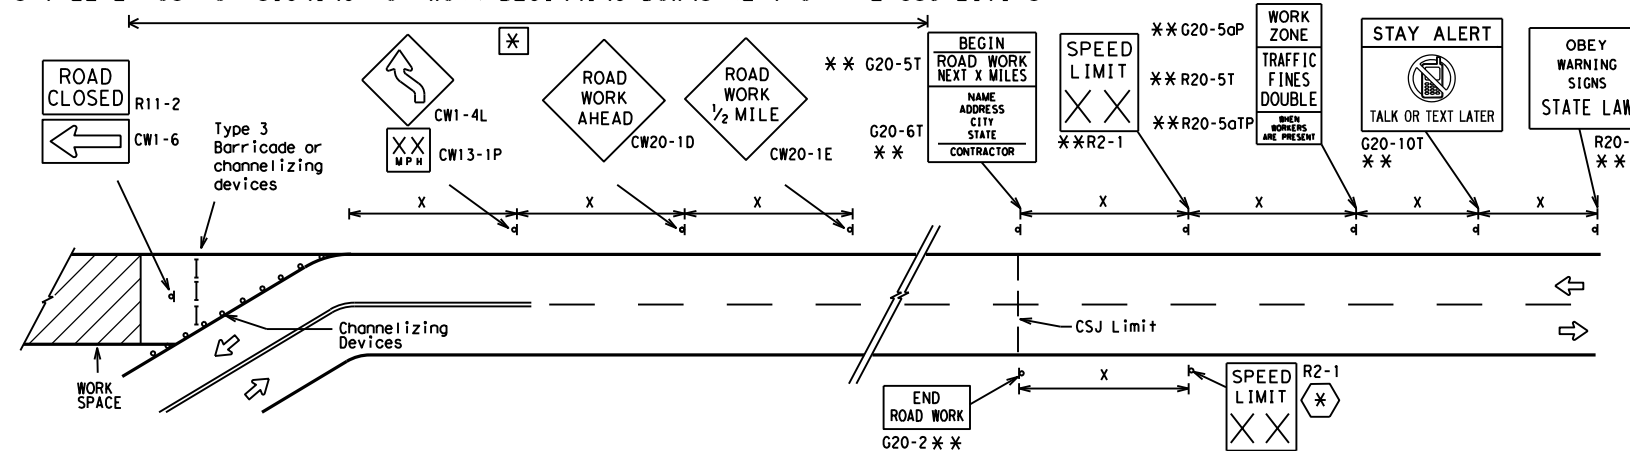 ROAD
CLOSED
R11-2
CW1-6
Type 3
Barricade or
channelizing
devices
CW1-4L
XX
MPH
CW13-1P
*
ROAD
WORK
AHEAD
CW20-1D
ROAD
WORK
1/2 MILE
CW20-1E
** G20-5T
G20-6T
**
BEGIN
ROAD WORK
NEXT X MILES
NAME
ADDRESS
CITY
STATE
CONTRACTOR
SPEED
LIMIT
XX
**R2-1
**G20-5aP
**R20-5T
**R20-5aTP
WORK
ZONE
TRAFFIC
FINES
DOUBLE
WHEN
WORKERS
ARE PRESENT
STAY ALERT
TALK OR TEXT LATER
G20-10T
**
OBEY
WARNING
SIGNS
STATE LAW
R20-
**
X
X
X
X
X
X
X
Channelizing
Devices
CSJ Limit
WORK
SPACE
END
ROAD WORK
G20-2 **
X
SPEED
LIMIT
XX
R2-1
*